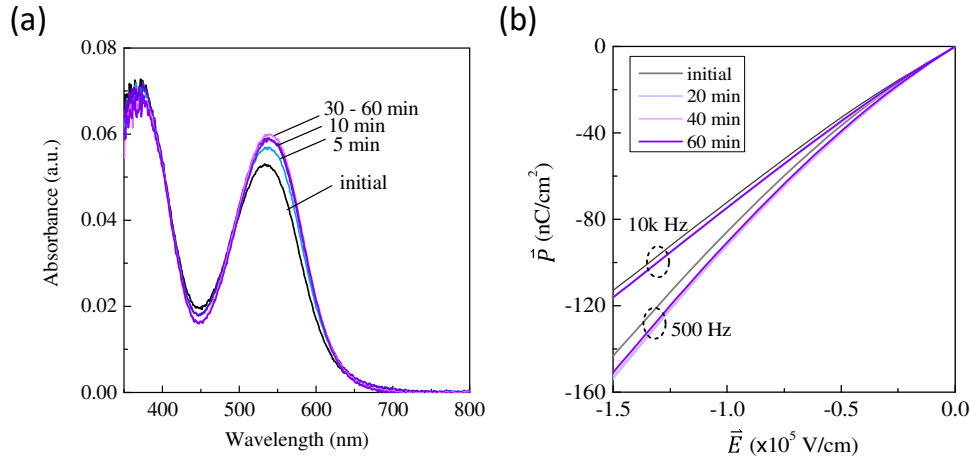 (a)
0.08
0.06
0.04
0.02
0.00
Absorbance (a.u.)
30 - 60 min
10 min
5 min
initial
400
500
600
700
800
Wavelength (nm)
(b)
0
-40
-80
-120
-160
P⃗ (nC/cm²)
initial
20 min
40 min
60 min
10k Hz
500 Hz
-1.5
-1.0
-0.5
0.0
E⃗ (x10⁵ V/cm)